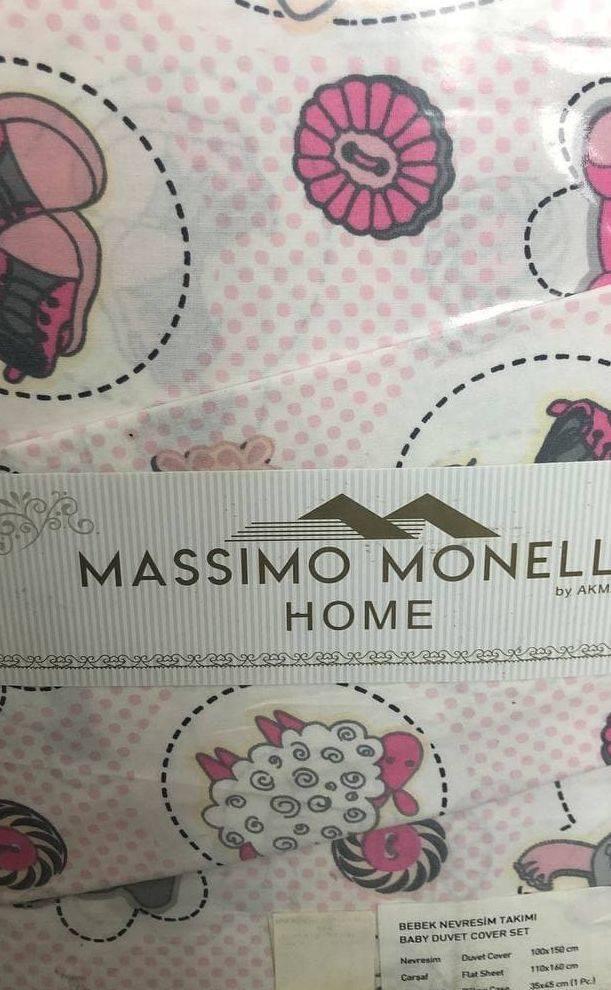 MASSIMO MONELL
by AKM
HOME
BEBEK NEVRESİM TAKIMI
BABY DUVET COVER SET
Nevresim Duvet Cover 100x150 cm
Çarşaf Flat Sheet 110x160 cm
Case 35x45 cm (1 Pc.)